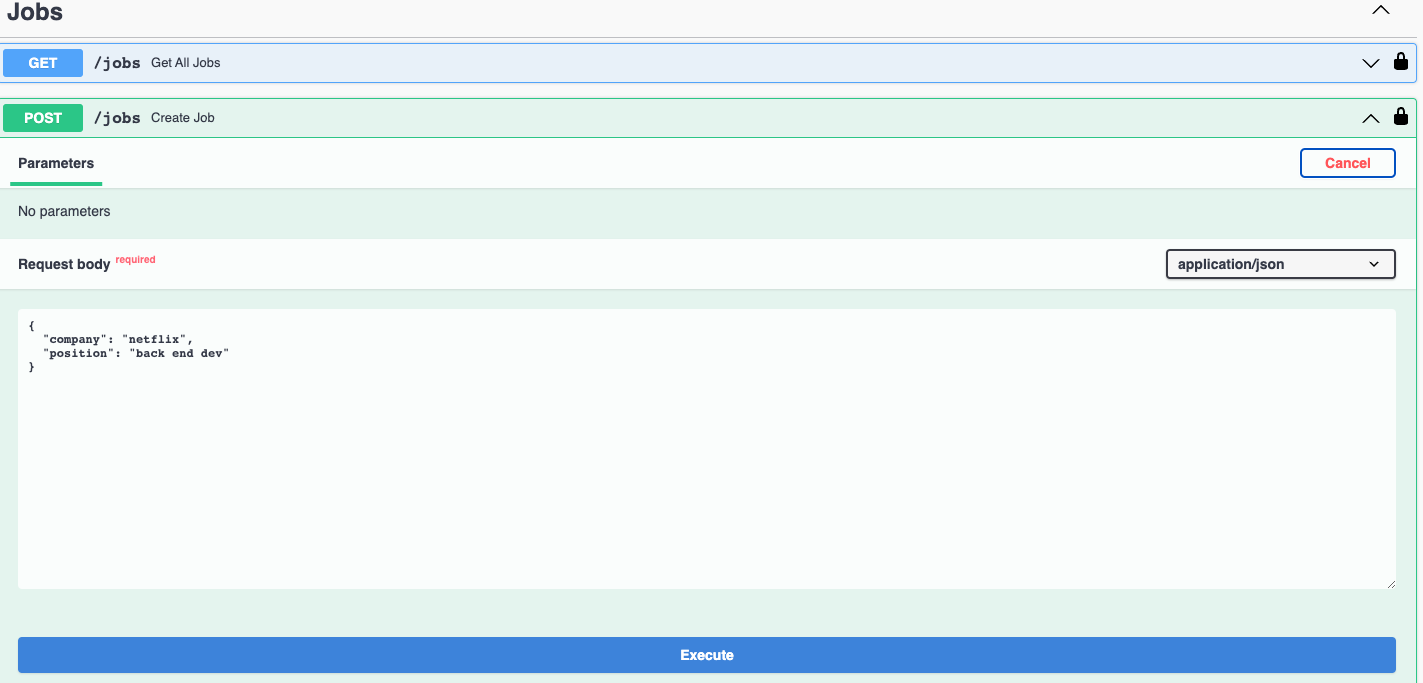 Jobs
GET /jobs Get All Jobs
POST /jobs Create Job
Parameters
Cancel
No parameters
Request body required
application/json
{
  "company": "netflix",
  "position": "back end dev"
}
Execute